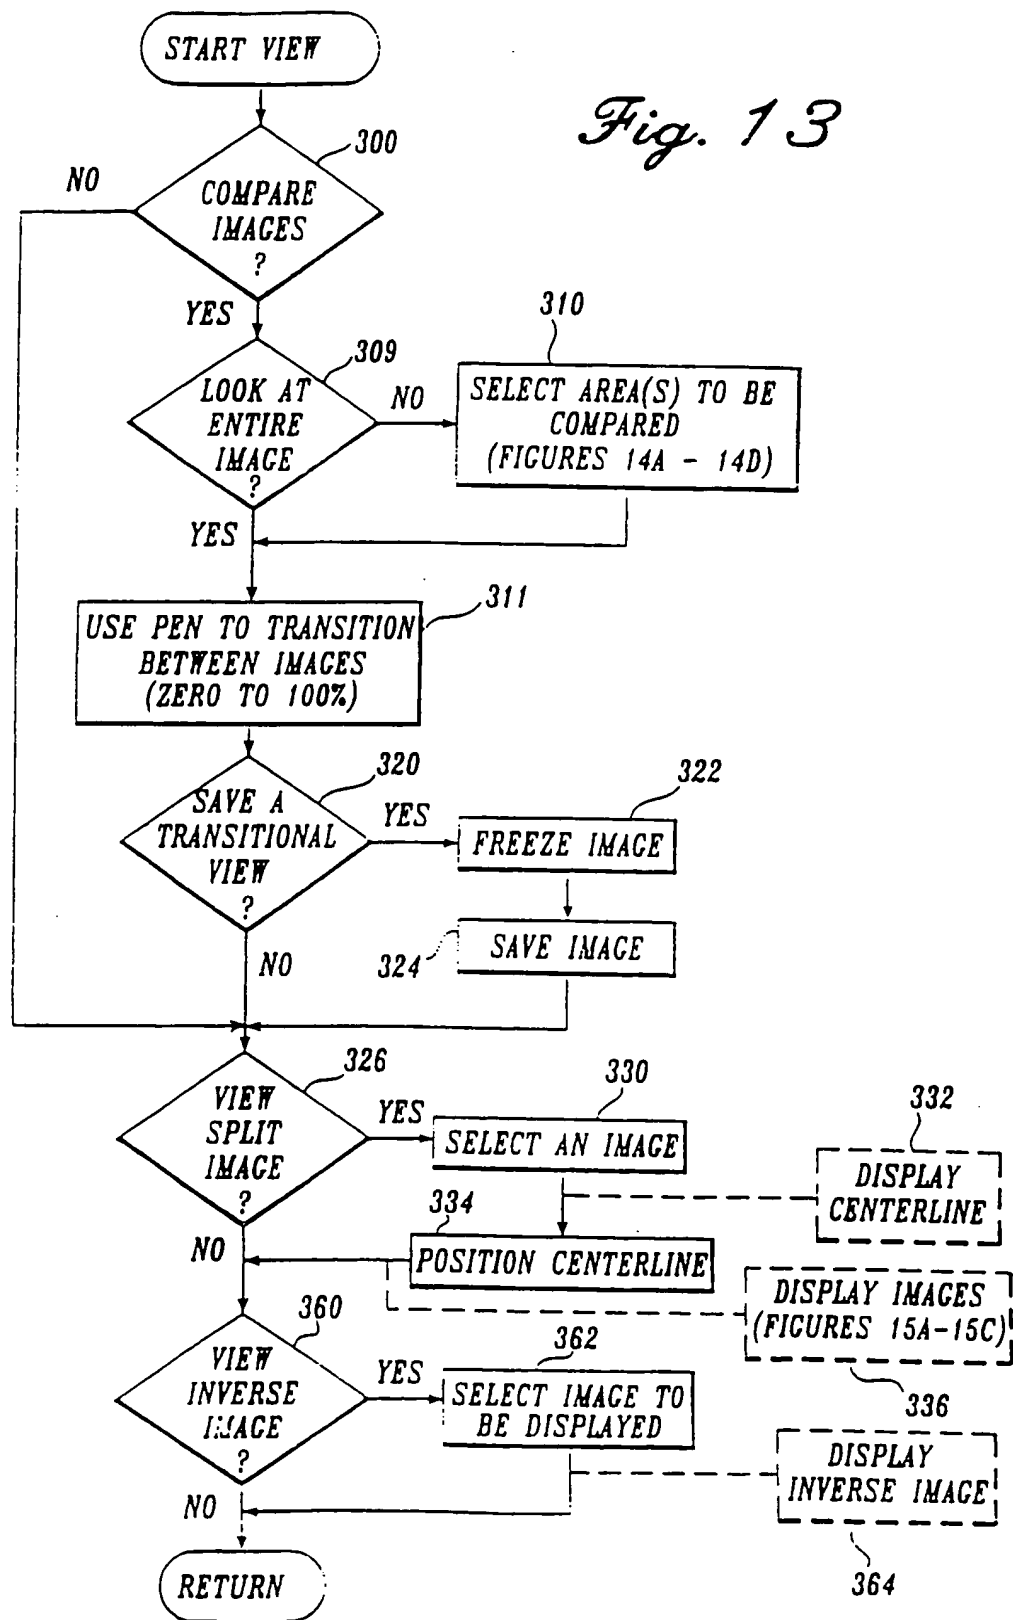 START VIEW
Fig. 13
300
NO
COMPARE
IMAGES
?
YES
309
310
LOOK AT
ENTIRE
IMAGE
?
NO
SELECT AREA(S) TO BE
COMPARED
(FIGURES 14A - 14D)
YES
311
USE PEN TO TRANSITION
BETWEEN IMAGES
(ZERO TO 100%)
320
322
SAVE A
TRANSITIONAL
VIEW
?
YES
FREEZE IMAGE
324
SAVE IMAGE
NO
326
330
332
VIEW
SPLIT
IMAGE
?
YES
SELECT AN IMAGE
DISPLAY
CENTERLINE
334
NO
POSITION CENTERLINE
DISPLAY IMAGES
(FIGURES 15A-15C)
336
360
362
VIEW
INVERSE
IMAGE
?
YES
SELECT IMAGE TO
BE DISPLAYED
DISPLAY
INVERSE IMAGE
364
NO
RETURN